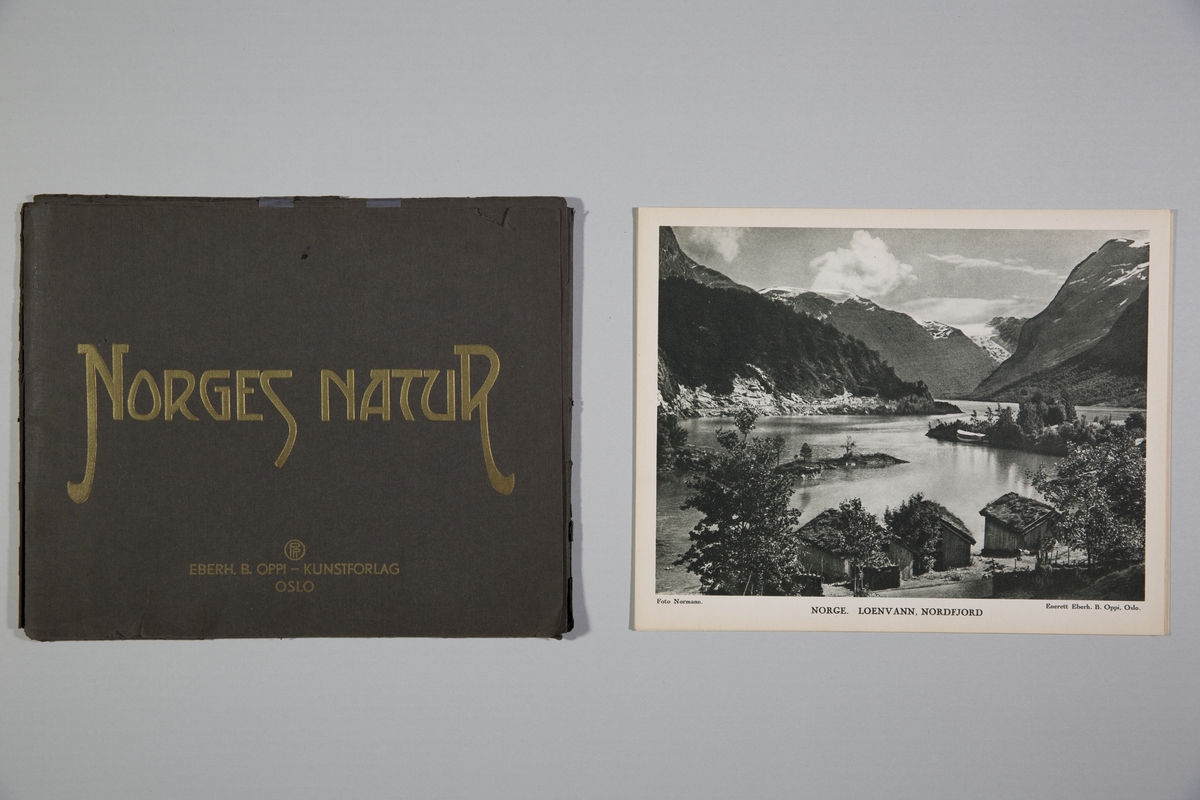 NORGES NATUR
EBERH. B. OPPI – KUNSTFORLAG
OSLO
Foto Normann.
NORGE. LOENVANN, NORDFJORD
Enerett Eberh. B. Oppi, Oslo.